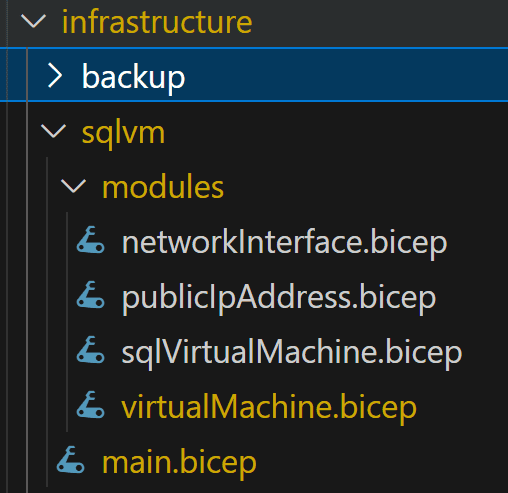 infrastructure
backup
sqlvm
modules
networkInterface.bicep
publicIpAddress.bicep
sqlVirtualMachine.bicep
virtualMachine.bicep
main.bicep